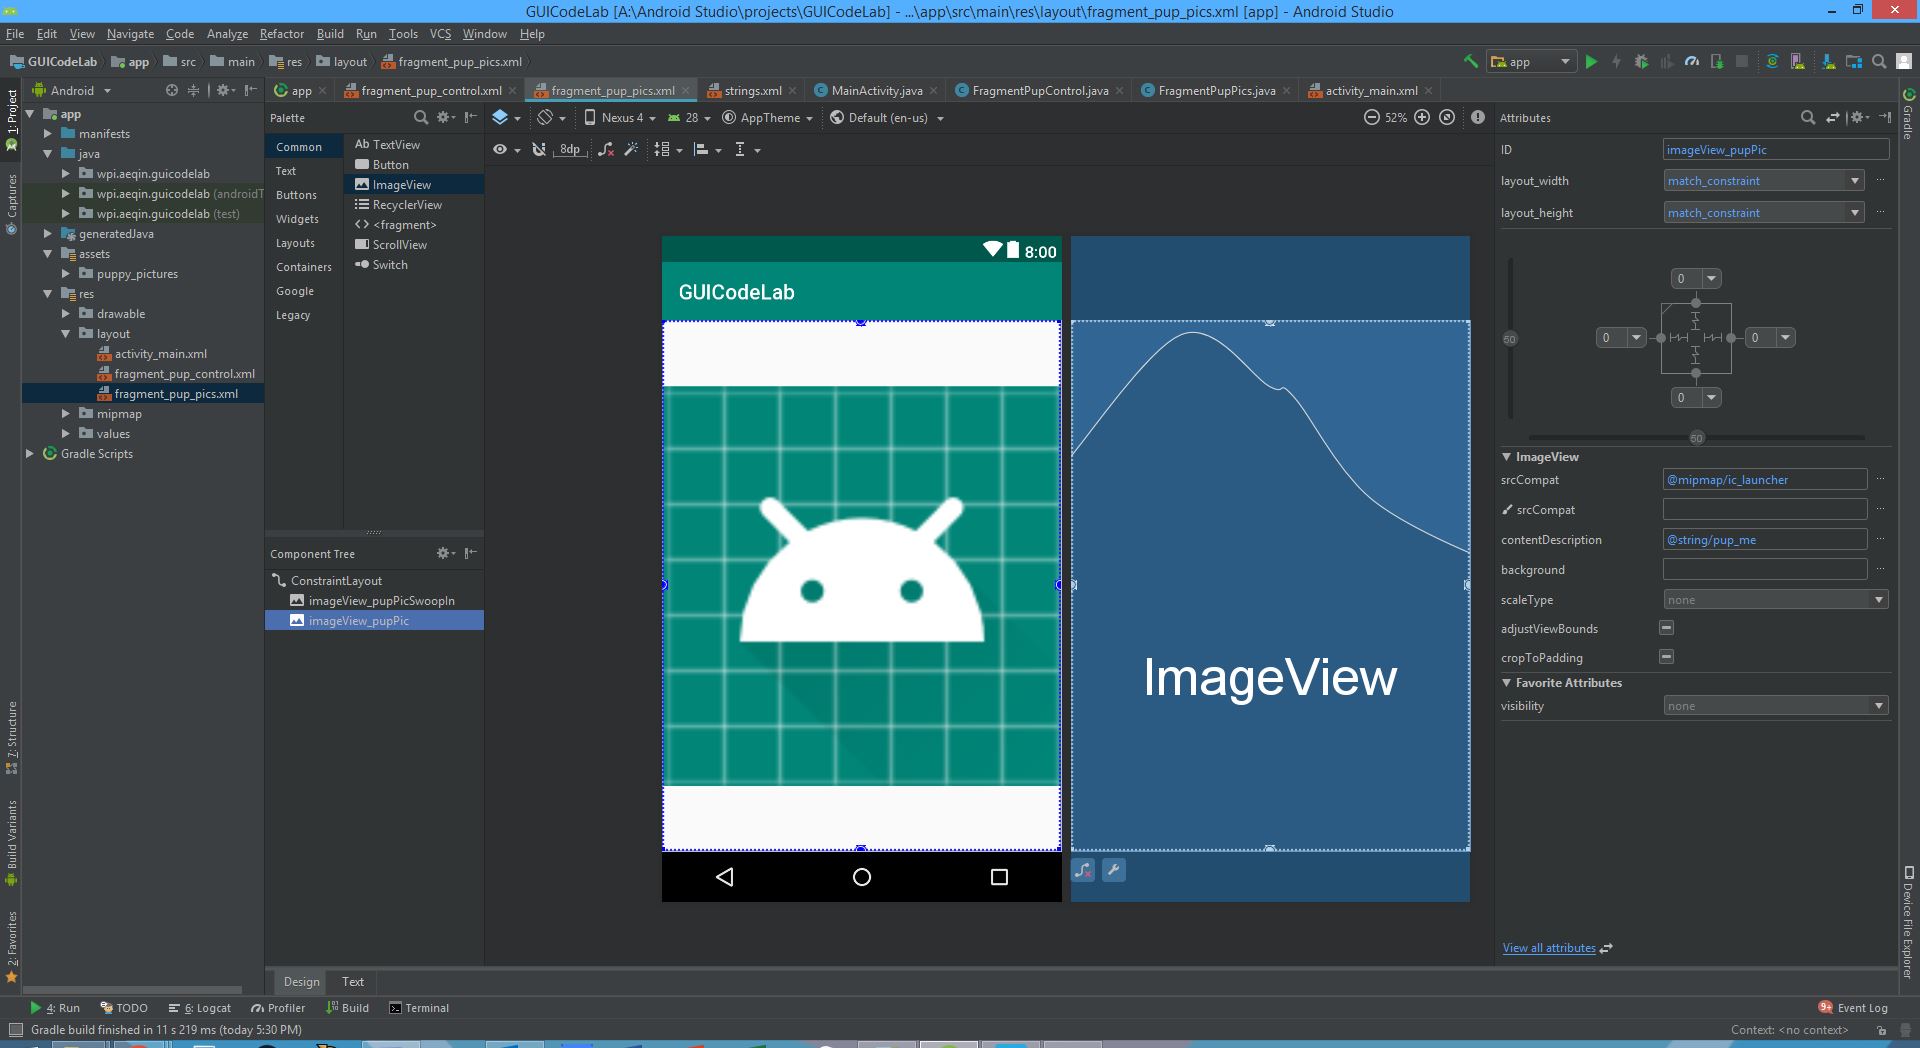 GUICodeLab [A:\Android Studio\projects\GUICodeLab] - ...\app\src\main\res\layout\fragment_pup_pics.xml [app] - Android Studio
File Edit View Navigate Code Analyze Refactor Build Run Tools VCS Window Help
GUICodeLab app src main res layout fragment_pup_pics.xml app
Android app fragment_pup_control.xml fragment_pup_pics.xml strings.xml MainActivity.java FragmentPupControl.java FragmentPupPics.java activity_main.xml
1: Project
Captures
7: Structure
Build Variants
2: Favorites
app
manifests
java
wpi.aeqin.guicodelab
wpi.aeqin.guicodelab (androidT
wpi.aeqin.guicodelab (test)
generatedJava
assets
puppy_pictures
res
drawable
layout
activity_main.xml
fragment_pup_control.xml
fragment_pup_pics.xml
mipmap
values
Gradle Scripts
Palette
Common
Text
Buttons
Widgets
Layouts
Containers
Google
Legacy
Ab TextView
Button
ImageView
RecyclerView
<> <fragment>
ScrollView
Switch
Component Tree
ConstraintLayout
imageView_pupPicSwoopIn
imageView_pupPic
Nexus 4 28 AppTheme Default (en-us) 52%
8dp
8:00
GUICodeLab
ImageView
Attributes
ID imageView_pupPic
layout_width match_constraint
layout_height match_constraint
0
50
0 0
0
50
ImageView
srcCompat @mipmap/ic_launcher
srcCompat
contentDescription @string/pup_me
background
scaleType none
adjustViewBounds
cropToPadding
Favorite Attributes
visibility none
View all attributes
Gradle
Device File Explorer
Design Text
4: Run TODO 6: Logcat Profiler Build Terminal 9+ Event Log
Gradle build finished in 11 s 219 ms (today 5:30 PM) Context: <no context>